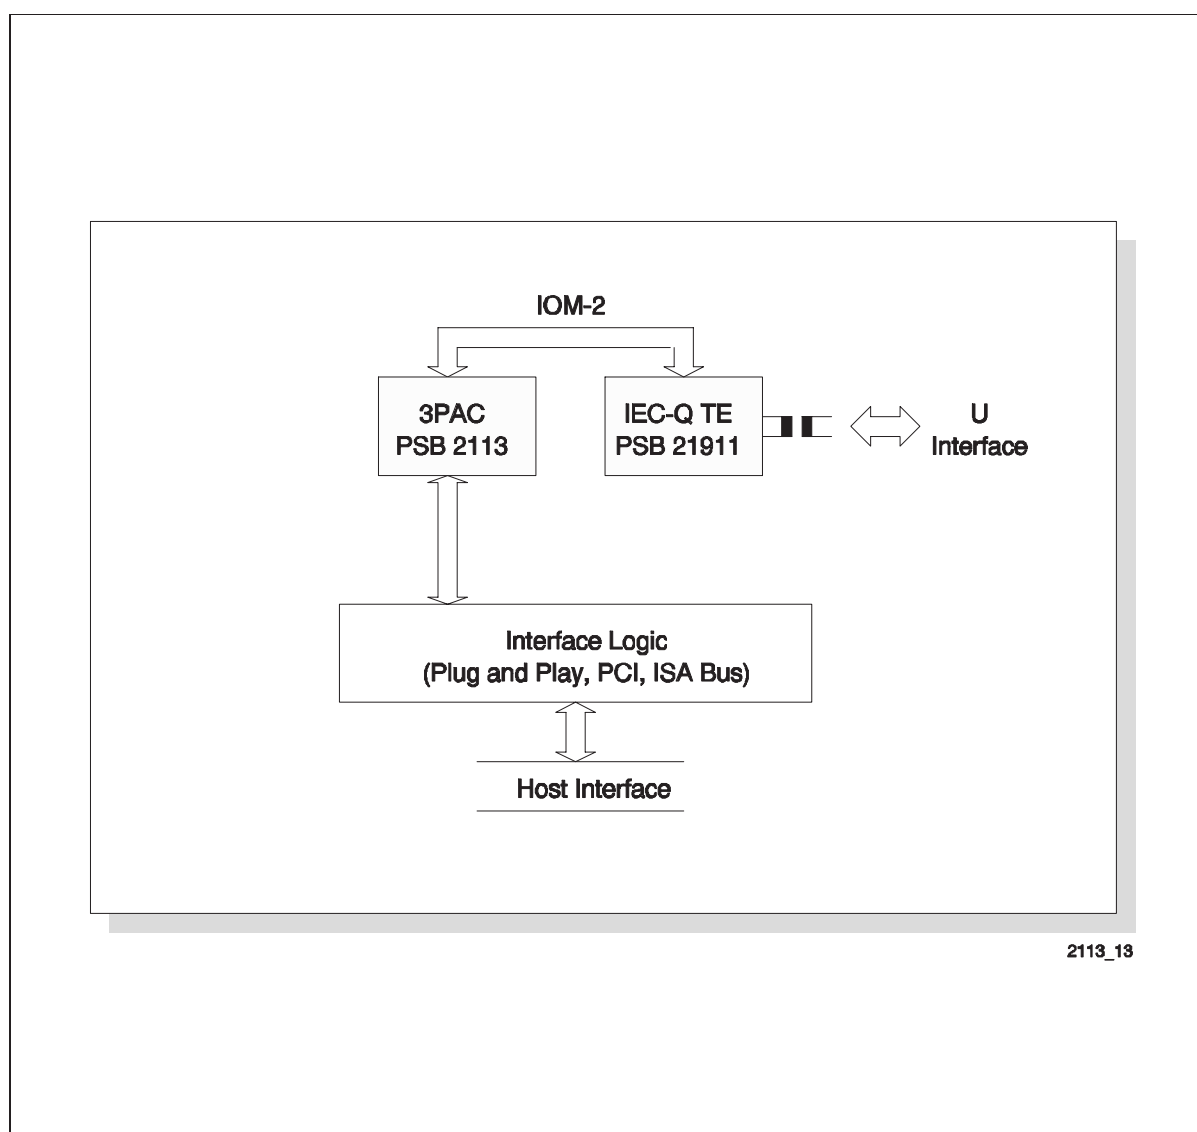 IOM-2
3PAC
PSB 2113
IEC-Q TE
PSB 21911
U
Interface
Interface Logic
(Plug and Play, PCI, ISA Bus)
Host Interface
2113_13